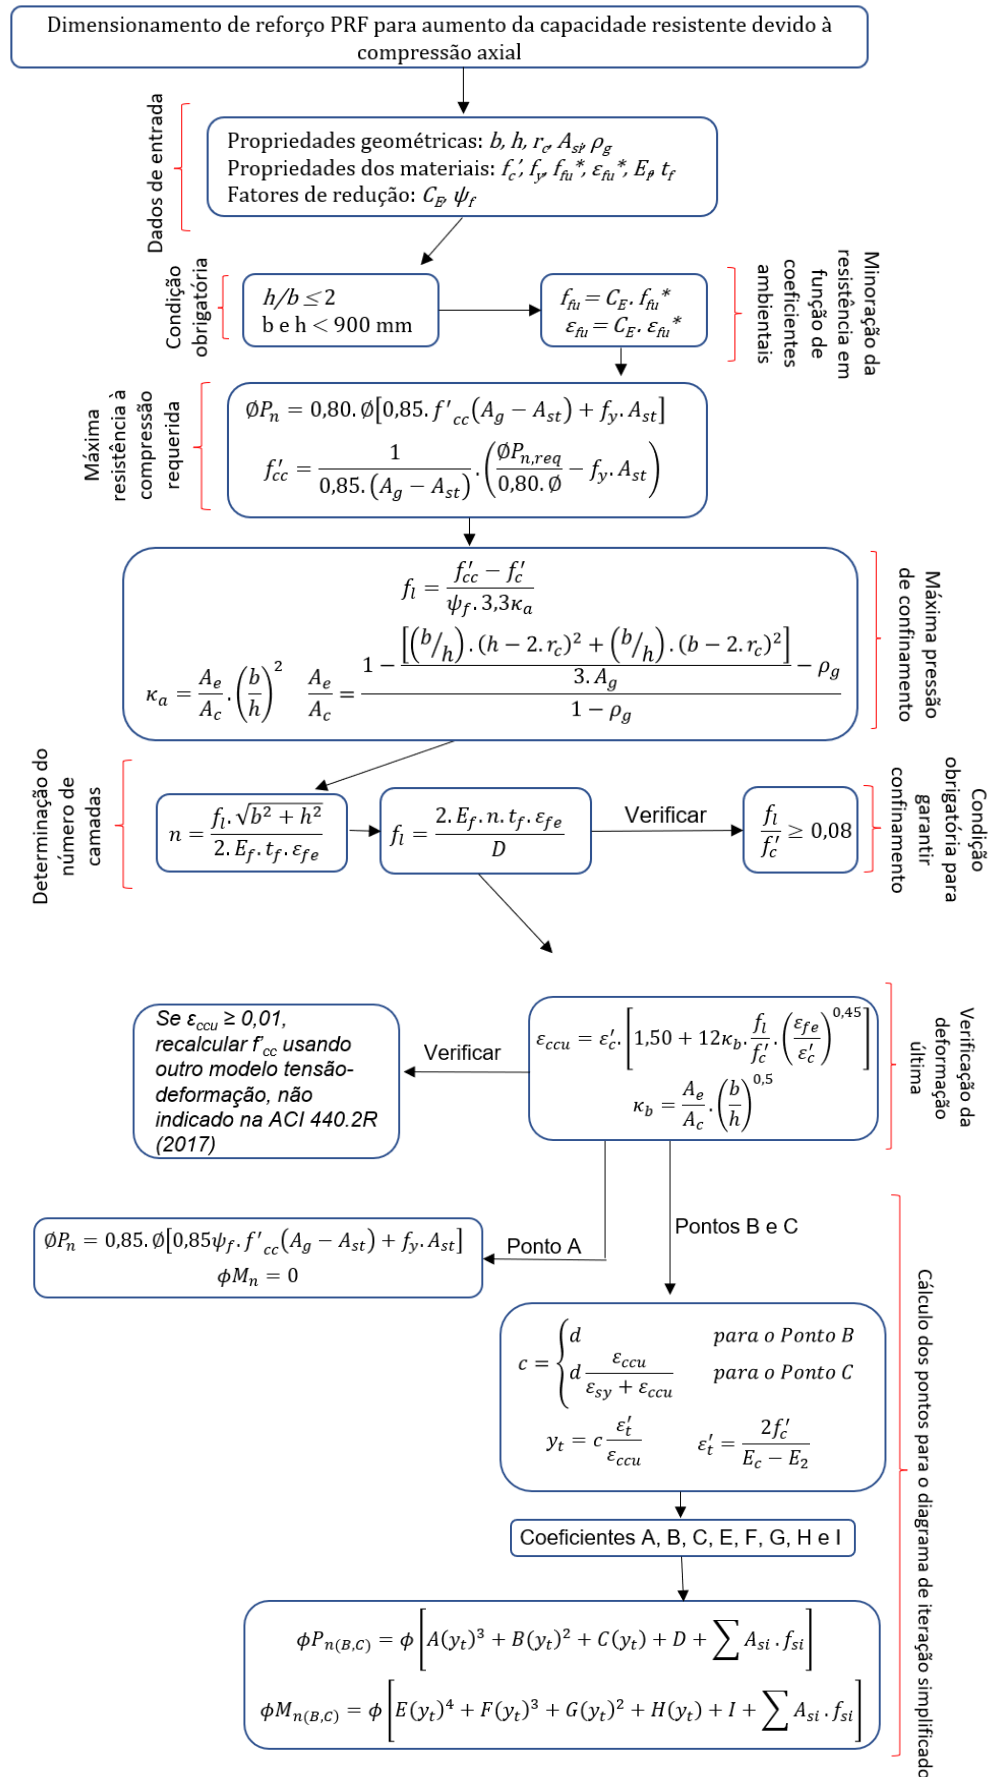 Dimensionamento de reforço PRF para aumento da capacidade resistente devido à
compressão axial
Dados de entrada
Propriedades geométricas: b, h, r_c, A_si, ρ_g
Propriedades dos materiais: f_c', f_y, f_fu*, ε_fu*, E_f, t_f
Fatores de redução: C_E, ψ_f
Condição
obrigatória
h/b ≤ 2
b e h < 900 mm
f_fu = C_E. f_fu*
ε_fu = C_E. ε_fu*
Minoração da
resistência em
função de
coeficientes
ambientais
Máxima
resistência à
compressão
requerida
ØP_n = 0,80. Ø[0,85. f'_cc(A_g − A_st) + f_y. A_st]
f'_cc = 1 / (0,85. (A_g − A_st)) . (ØP_n,req / (0,80. Ø) − f_y. A_st)
f_l = (f'_cc − f'_c) / (ψ_f. 3,3κ_a)
κ_a = A_e/A_c . (b/h)^2 A_e/A_c = (1 − [(b/h). (h − 2. r_c)^2 + (b/h). (b − 2. r_c)^2] / (3. A_g) − ρ_g) / (1 − ρ_g)
Máxima pressão
de confinamento
Determinação do
número de
camadas
n = f_l. √(b^2 + h^2) / (2. E_f. t_f. ε_fe)
f_l = 2. E_f. n. t_f. ε_fe / D
Verificar
f_l / f'_c ≥ 0,08
Condição
obrigatória para
garantir
confinamento
Se ε_ccu ≥ 0,01,
recalcular f'_cc usando
outro modelo tensão-
deformação, não
indicado na ACI 440.2R
(2017)
Verificar
ε_ccu = ε'_c. [1,50 + 12κ_b. f_l/f'_c . (ε_fe/ε'_c)^0,45]
κ_b = A_e/A_c . (b/h)^0,5
Verificação da
deformação
última
ØP_n = 0,85. Ø[0,85ψ_f. f'_cc(A_g − A_st) + f_y. A_st]
ϕM_n = 0
Ponto A
Pontos B e C
c = { d para o Ponto B
d ε_ccu / (ε_sy + ε_ccu) para o Ponto C
y_t = c ε'_t / ε_ccu ε'_t = 2f'_c / (E_c − E_2)
Coeficientes A, B, C, E, F, G, H e I
ϕP_n(B,C) = ϕ [A(y_t)^3 + B(y_t)^2 + C(y_t) + D + ∑ A_si . f_si]
ϕM_n(B,C) = ϕ [E(y_t)^4 + F(y_t)^3 + G(y_t)^2 + H(y_t) + I + ∑ A_si . f_si]
Cálculo dos pontos para o diagrama de iteração simplificado